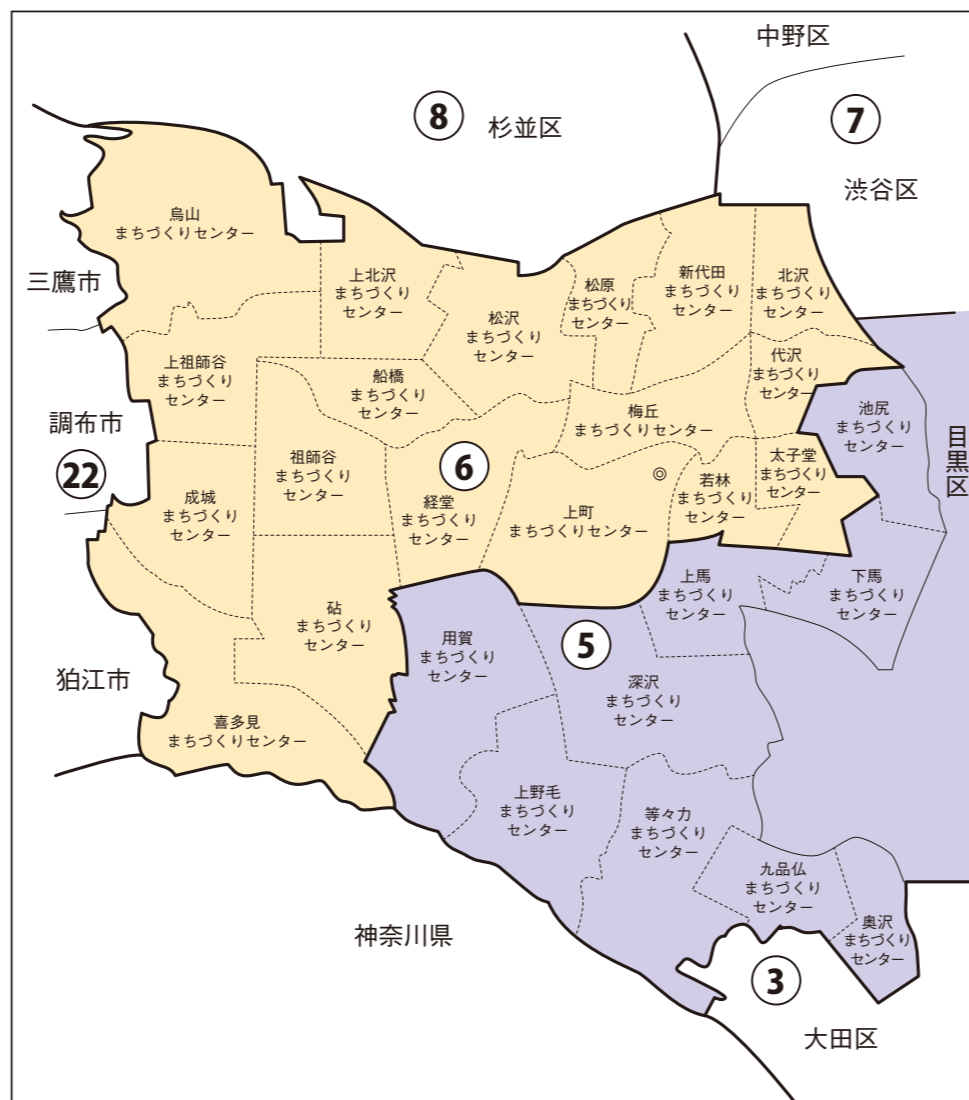 中野区
⑧
杉並区
⑦
渋谷区
烏山
まちづくりセンター
三鷹市
上北沢
まちづくり
センター
松沢
まちづくり
センター
松原
まちづくり
センター
新代田
まちづくり
センター
北沢
まちづくり
センター
上祖師谷
まちづくり
センター
船橋
まちづくり
センター
代沢
まちづくり
センター
梅丘
まちづくりセンター
池尻
まちづくり
センター
目黒区
調布市
㉒
成城
まちづくり
センター
祖師谷
まちづくり
センター
⑥
経堂
まちづくり
センター
上町
まちづくりセンター
◎
若林
まちづくり
センター
太子堂
まちづくり
センター
砧
まちづくり
センター
上馬
まちづくり
センター
下馬
まちづくり
センター
狛江市
用賀
まちづくり
センター
⑤
深沢
まちづくり
センター
喜多見
まちづくりセンター
上野毛
まちづくり
センター
等々力
まちづくり
センター
九品仏
まちづくり
センター
奥沢
まちづくり
センター
神奈川県
③
大田区